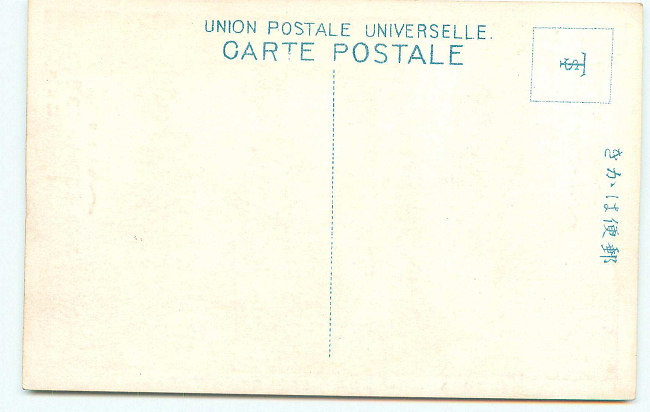 UNION POSTALE UNIVERSELLE.
CARTE POSTALE
きかは便郵